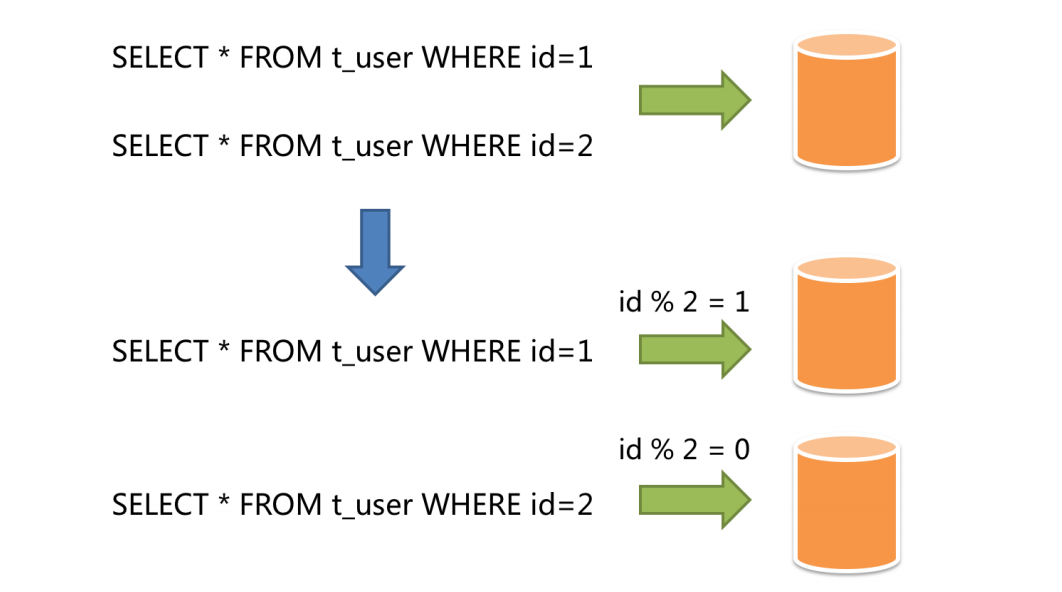 SELECT * FROM t_user WHERE id=1
SELECT * FROM t_user WHERE id=2
id % 2 = 1
SELECT * FROM t_user WHERE id=1
id % 2 = 0
SELECT * FROM t_user WHERE id=2